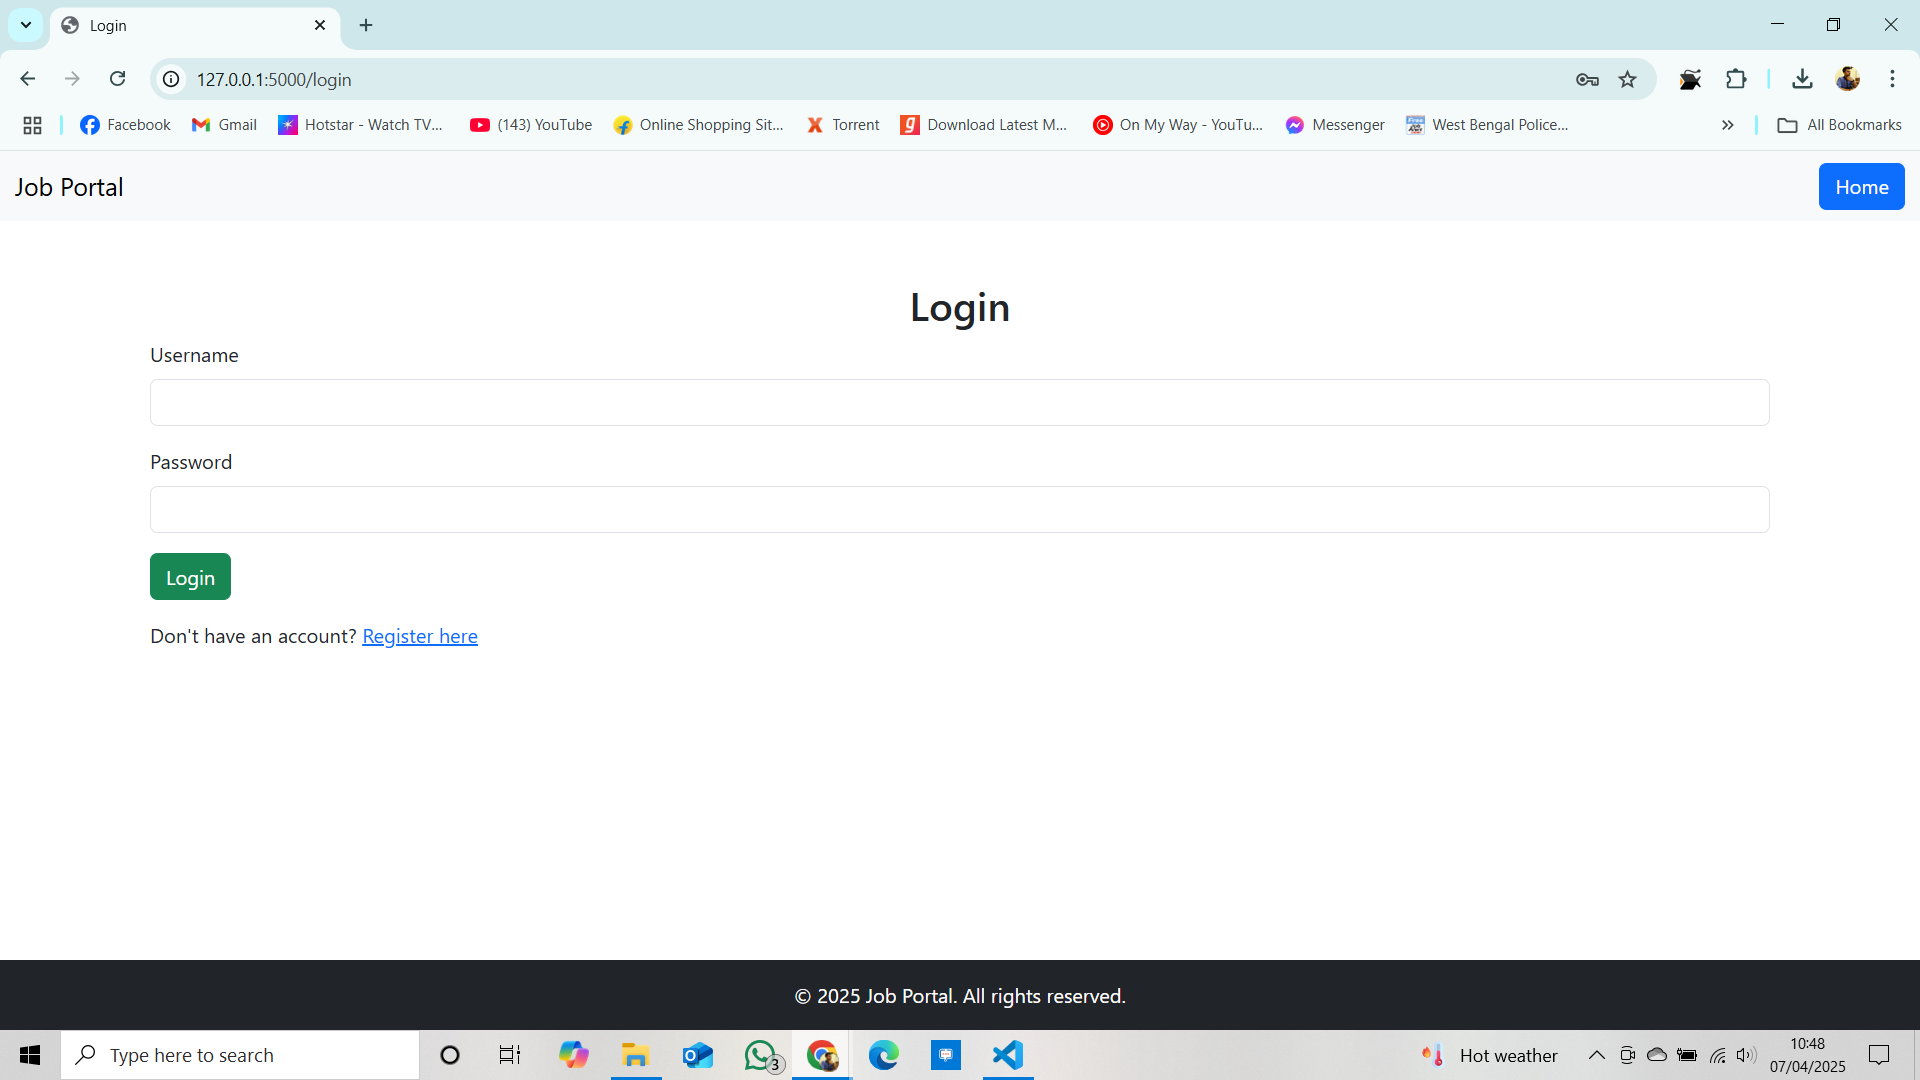 Login
127.0.0.1:5000/login
Facebook Gmail Hotstar - Watch TV... (143) YouTube Online Shopping Sit... Torrent Download Latest M... On My Way - YouTu... Messenger West Bengal Police... All Bookmarks
Job Portal Home
Login
Username
Password
Login
Don't have an account? Register here
© 2025 Job Portal. All rights reserved.
Type here to search 3 Hot weather 10:48
07/04/2025